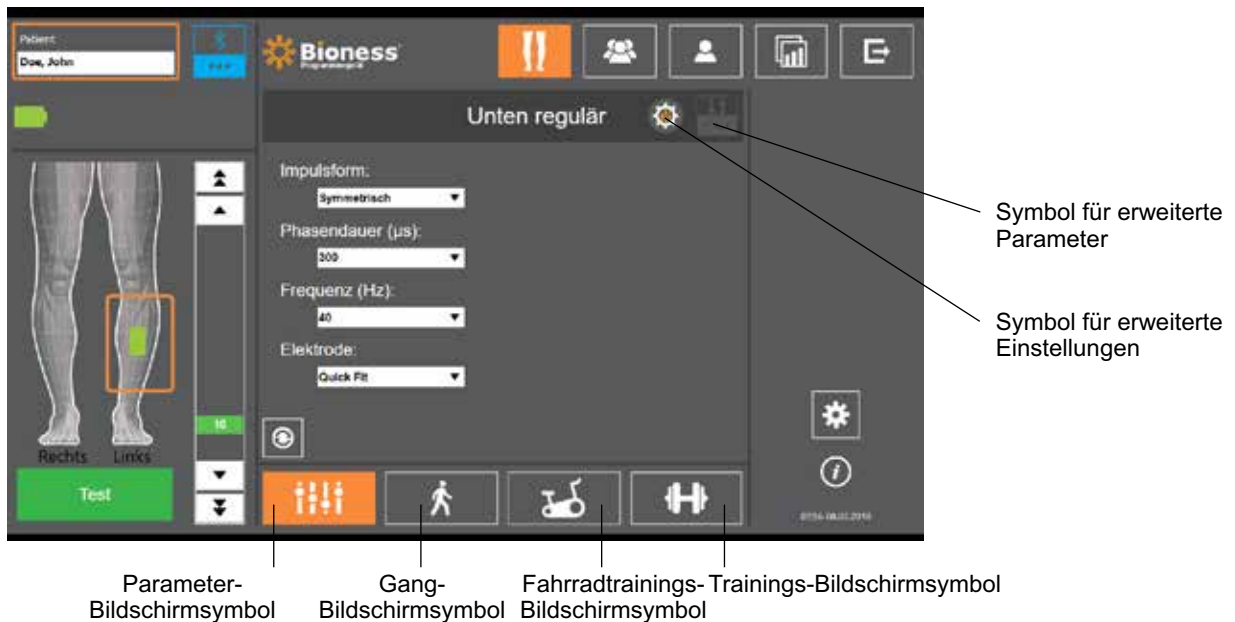 Patient:
Doe, John
Bioness
Programmiergerät
Unten regulär
Impulsform:
Symmetrisch
Phasendauer (µs):
300
Frequenz (Hz):
40
Elektrode:
Quick Fit
10
Rechts Links
Test
Symbol für erweiterte
Parameter
Symbol für erweiterte
Einstellungen
Parameter-
Bildschirmsymbol
Gang-
Bildschirmsymbol
Fahrradtrainings-
Bildschirmsymbol
Trainings-Bildschirmsymbol